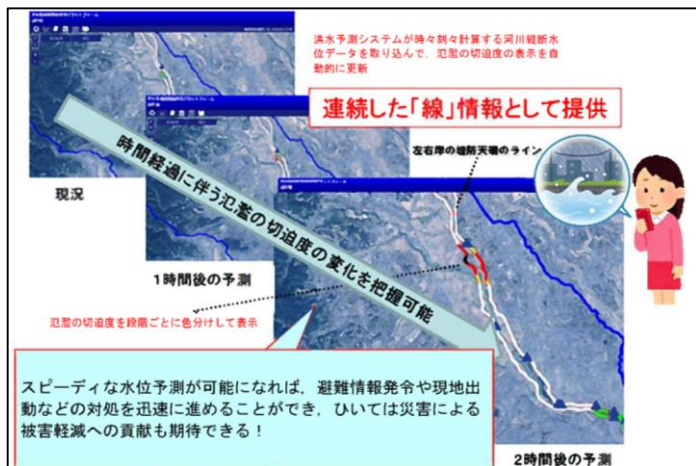 洪水予測システムが時々刻々計算する河川縦断水
位データを取り込んで、氾濫の切迫度の表示を自
動的に更新
連続した「線」情報として提供
左右岸の堤防天端のライン
現況
時間経過に伴う氾濫の切迫度の変化を把握可能
1時間後の予測
氾濫の切迫度を段階ごとに色分けして表示
スピーディな水位予測が可能になれば，避難情報発令や現地出
動などの対処を迅速に進めることができ，ひいては災害による
被害軽減への貢献も期待できる！
2時間後の予測